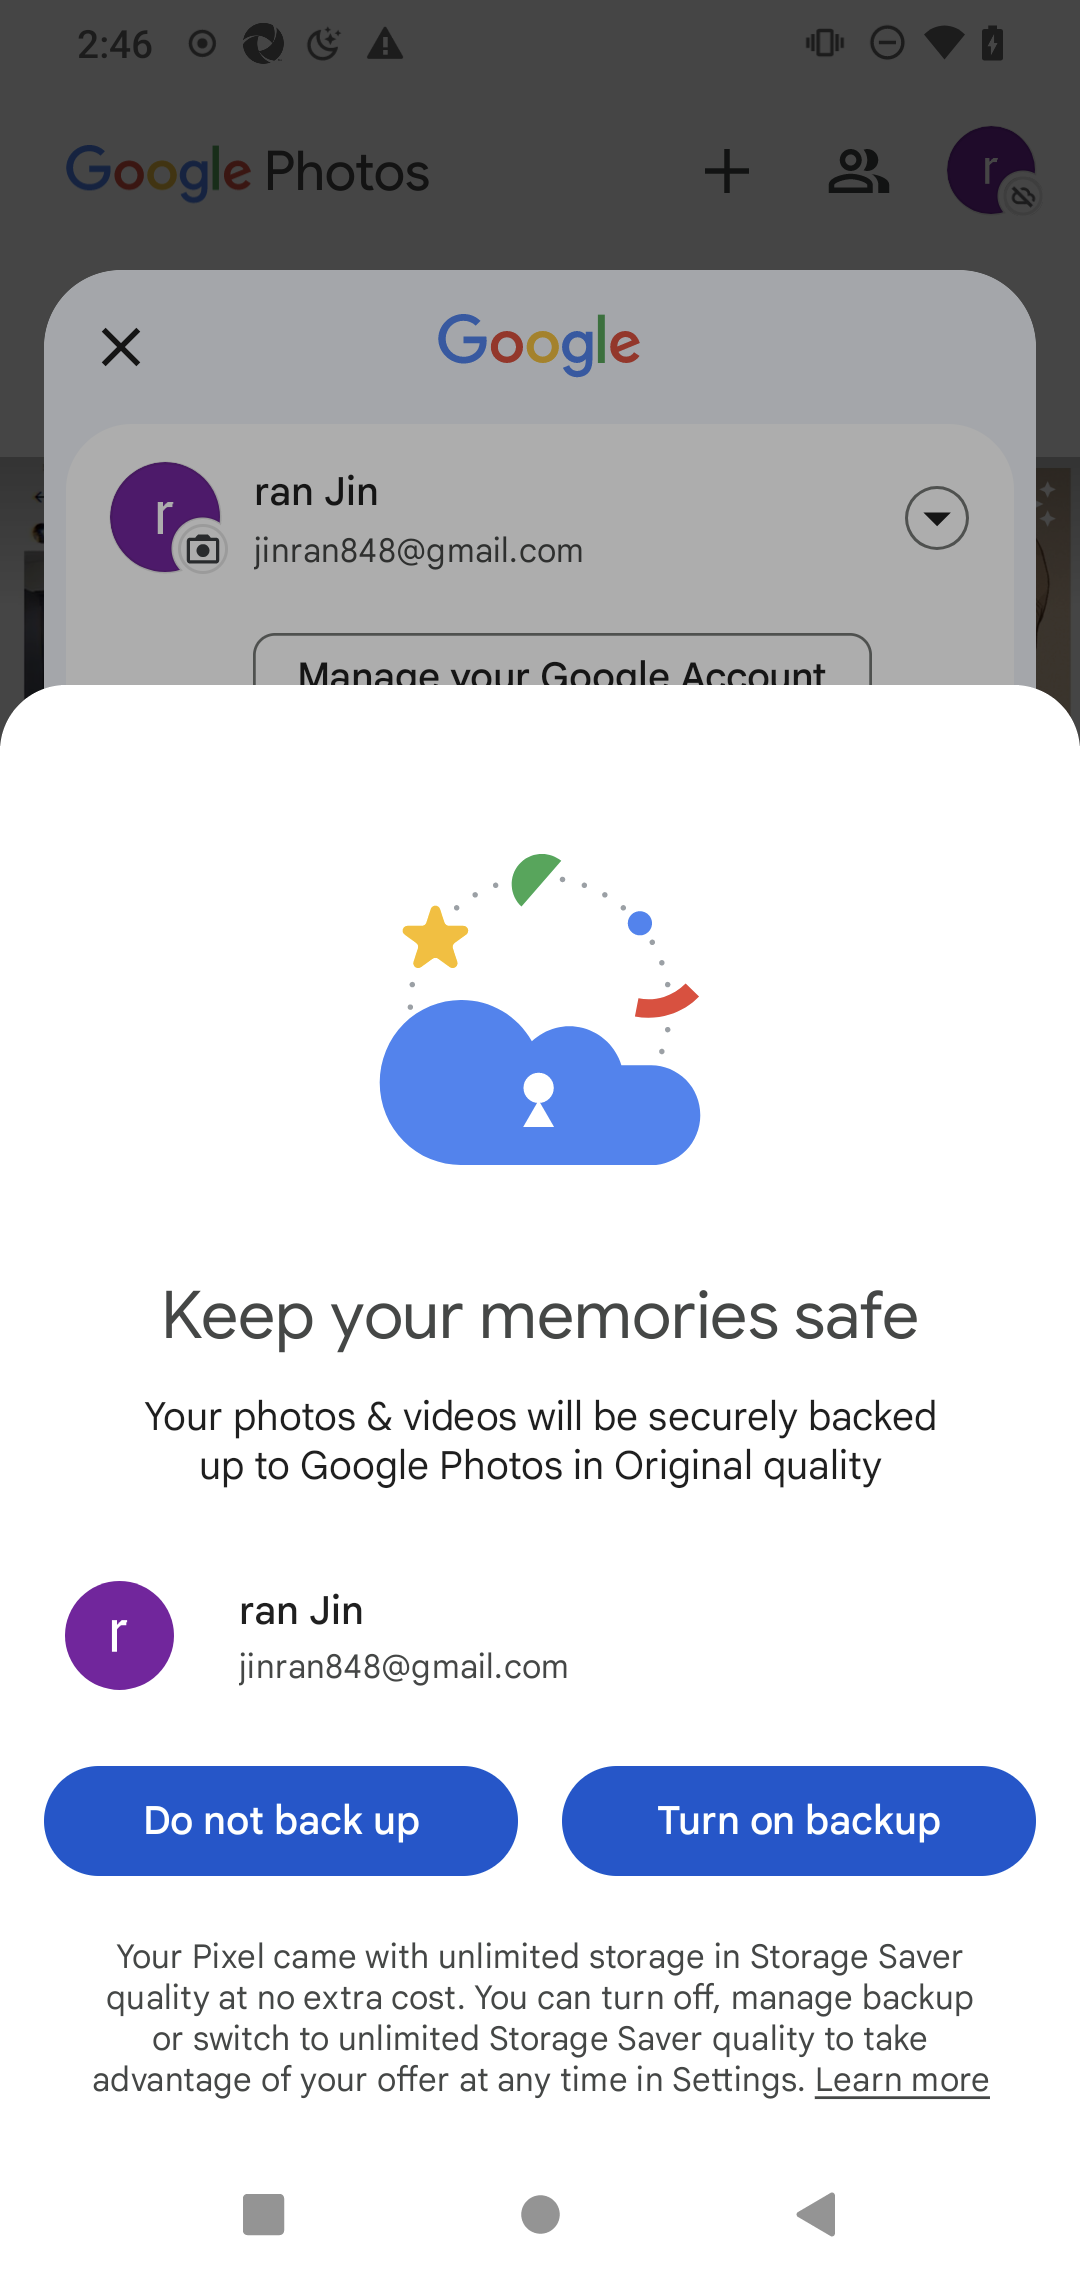 2:46
Google Photos
r
Google
r
ran Jin
jinran848@gmail.com
Manage your Google Account
Keep your memories safe
Your photos & videos will be securely backed
up to Google Photos in Original quality
r
ran Jin
jinran848@gmail.com
Do not back up
Turn on backup
Your Pixel came with unlimited storage in Storage Saver
quality at no extra cost. You can turn off, manage backup
or switch to unlimited Storage Saver quality to take
advantage of your offer at any time in Settings. Learn more